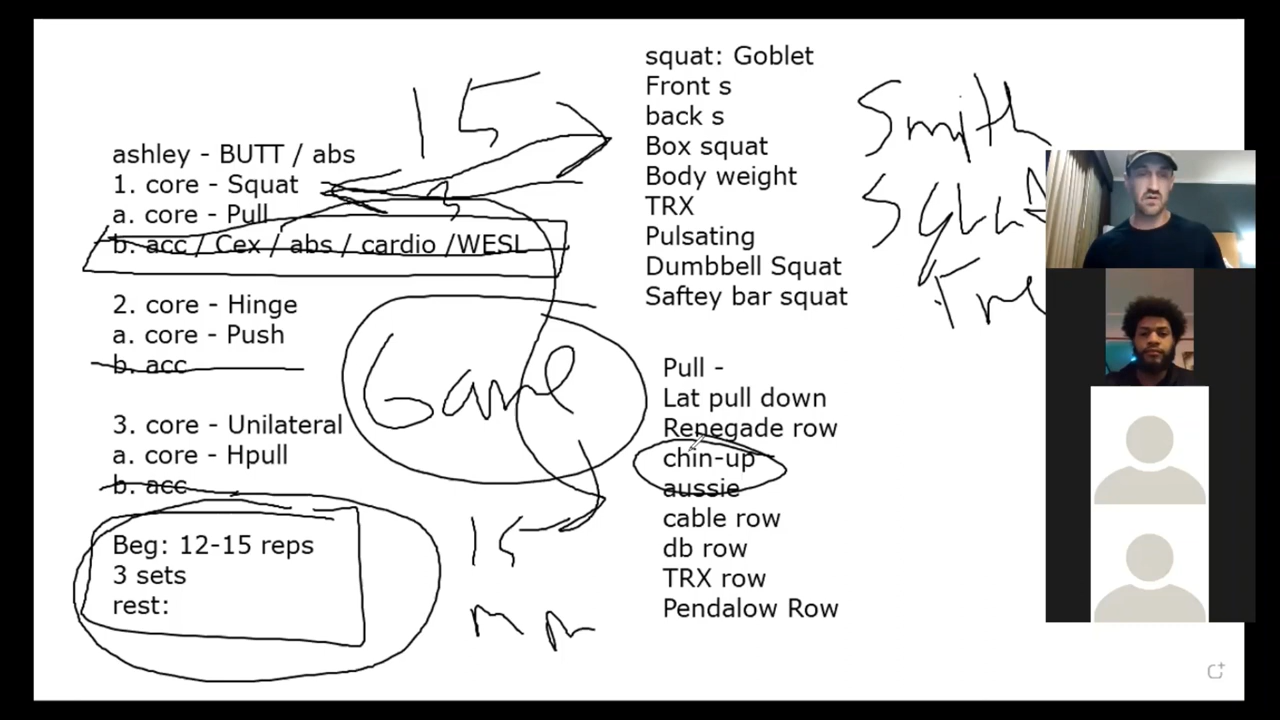 ashley - BUTT / abs
1. core - Squat
a. core - Pull
b. acc / Cex / abs / cardio /WESL
2. core - Hinge
a. core - Push
b. acc
3. core - Unilateral
a. core - Hpull
b. acc
Beg: 12-15 reps
3 sets
rest:
15
Game
15
squat: Goblet
Front s
back s
Box squat
Body weight
TRX
Pulsating
Dumbbell Squat
Saftey bar squat
Pull -
Lat pull down
Renegade row
chin-up
aussie
cable row
db row
TRX row
Pendalow Row
Smith